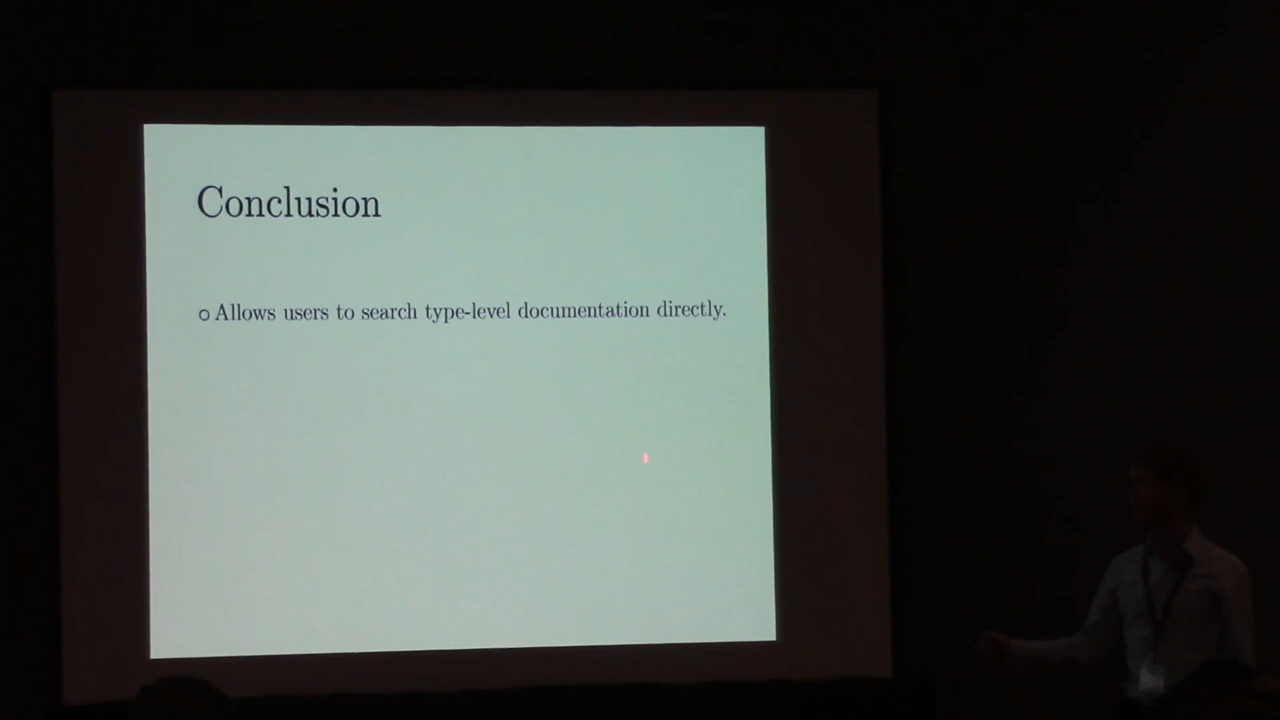 Conclusion
○ Allows users to search type-level documentation directly.